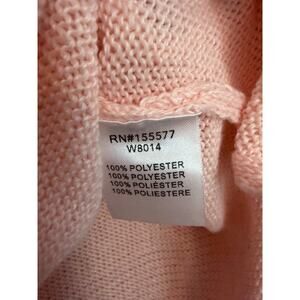 RN#155577
W8014
100% POLYESTER
100% POLYESTER
100% POLIÉSTER
100% POLIESTERE